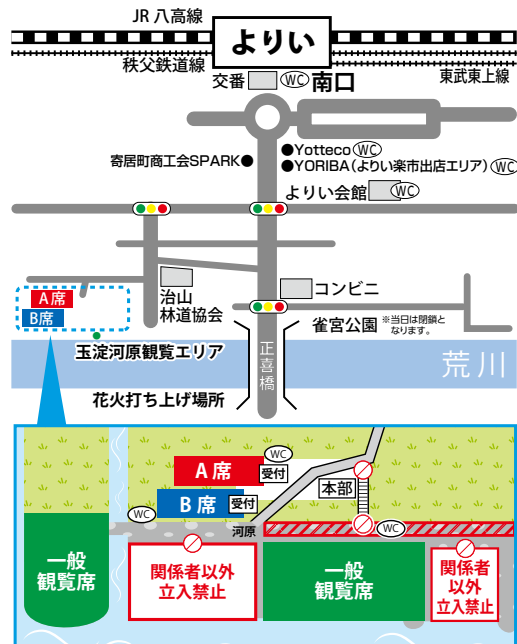 JR 八高線
よりい
秩父鉄道線
東武東上線
交番
WC
南口
寄居町商工会SPARK●
●Yotteco WC
●YORIBA(よりい楽市出店エリア) WC
よりい会館
WC
A席
B席
治山
林道協会
コンビニ
雀宮公園
※当日は閉鎖と
なります。
玉淀河原観覧エリア
正喜橋
荒川
花火打ち上げ場所
WC
A席
受付
本部
B席
受付
WC
河原
WC
一般
観覧席
関係者以外
立入禁止
一般
観覧席
関係者
以外
立入禁止